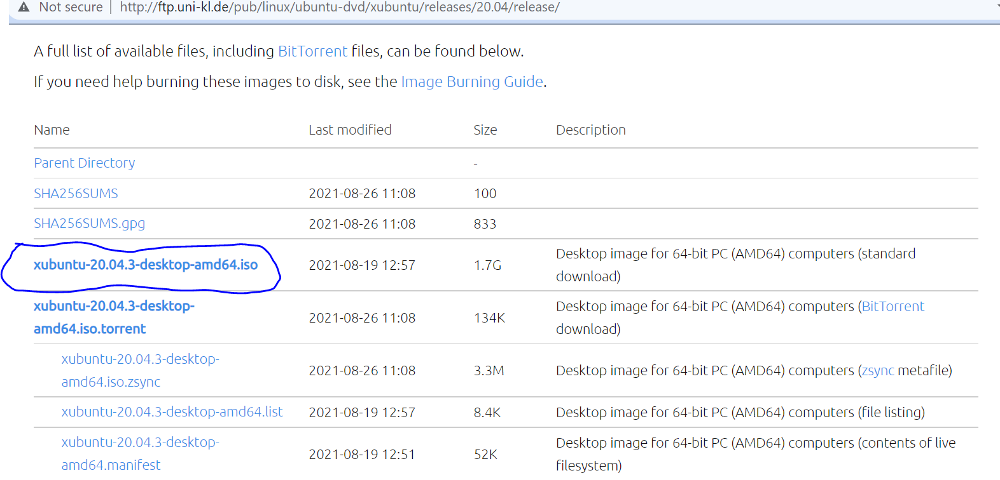 Not secure | http://ftp.uni-kl.de/pub/linux/ubuntu-dvd/xubuntu/releases/20.04/release/
A full list of available files, including BitTorrent files, can be found below.
If you need help burning these images to disk, see the Image Burning Guide.
Name Last modified Size Description
Parent Directory -
SHA256SUMS 2021-08-26 11:08 100
SHA256SUMS.gpg 2021-08-26 11:08 833
xubuntu-20.04.3-desktop-amd64.iso 2021-08-19 12:57 1.7G Desktop image for 64-bit PC (AMD64) computers (standard
download)
xubuntu-20.04.3-desktop-
amd64.iso.torrent 2021-08-26 11:08 134K Desktop image for 64-bit PC (AMD64) computers (BitTorrent
download)
xubuntu-20.04.3-desktop-
amd64.iso.zsync 2021-08-26 11:08 3.3M Desktop image for 64-bit PC (AMD64) computers (zsync metafile)
xubuntu-20.04.3-desktop-amd64.list 2021-08-19 12:57 8.4K Desktop image for 64-bit PC (AMD64) computers (file listing)
xubuntu-20.04.3-desktop-
amd64.manifest 2021-08-19 12:51 52K Desktop image for 64-bit PC (AMD64) computers (contents of live
filesystem)